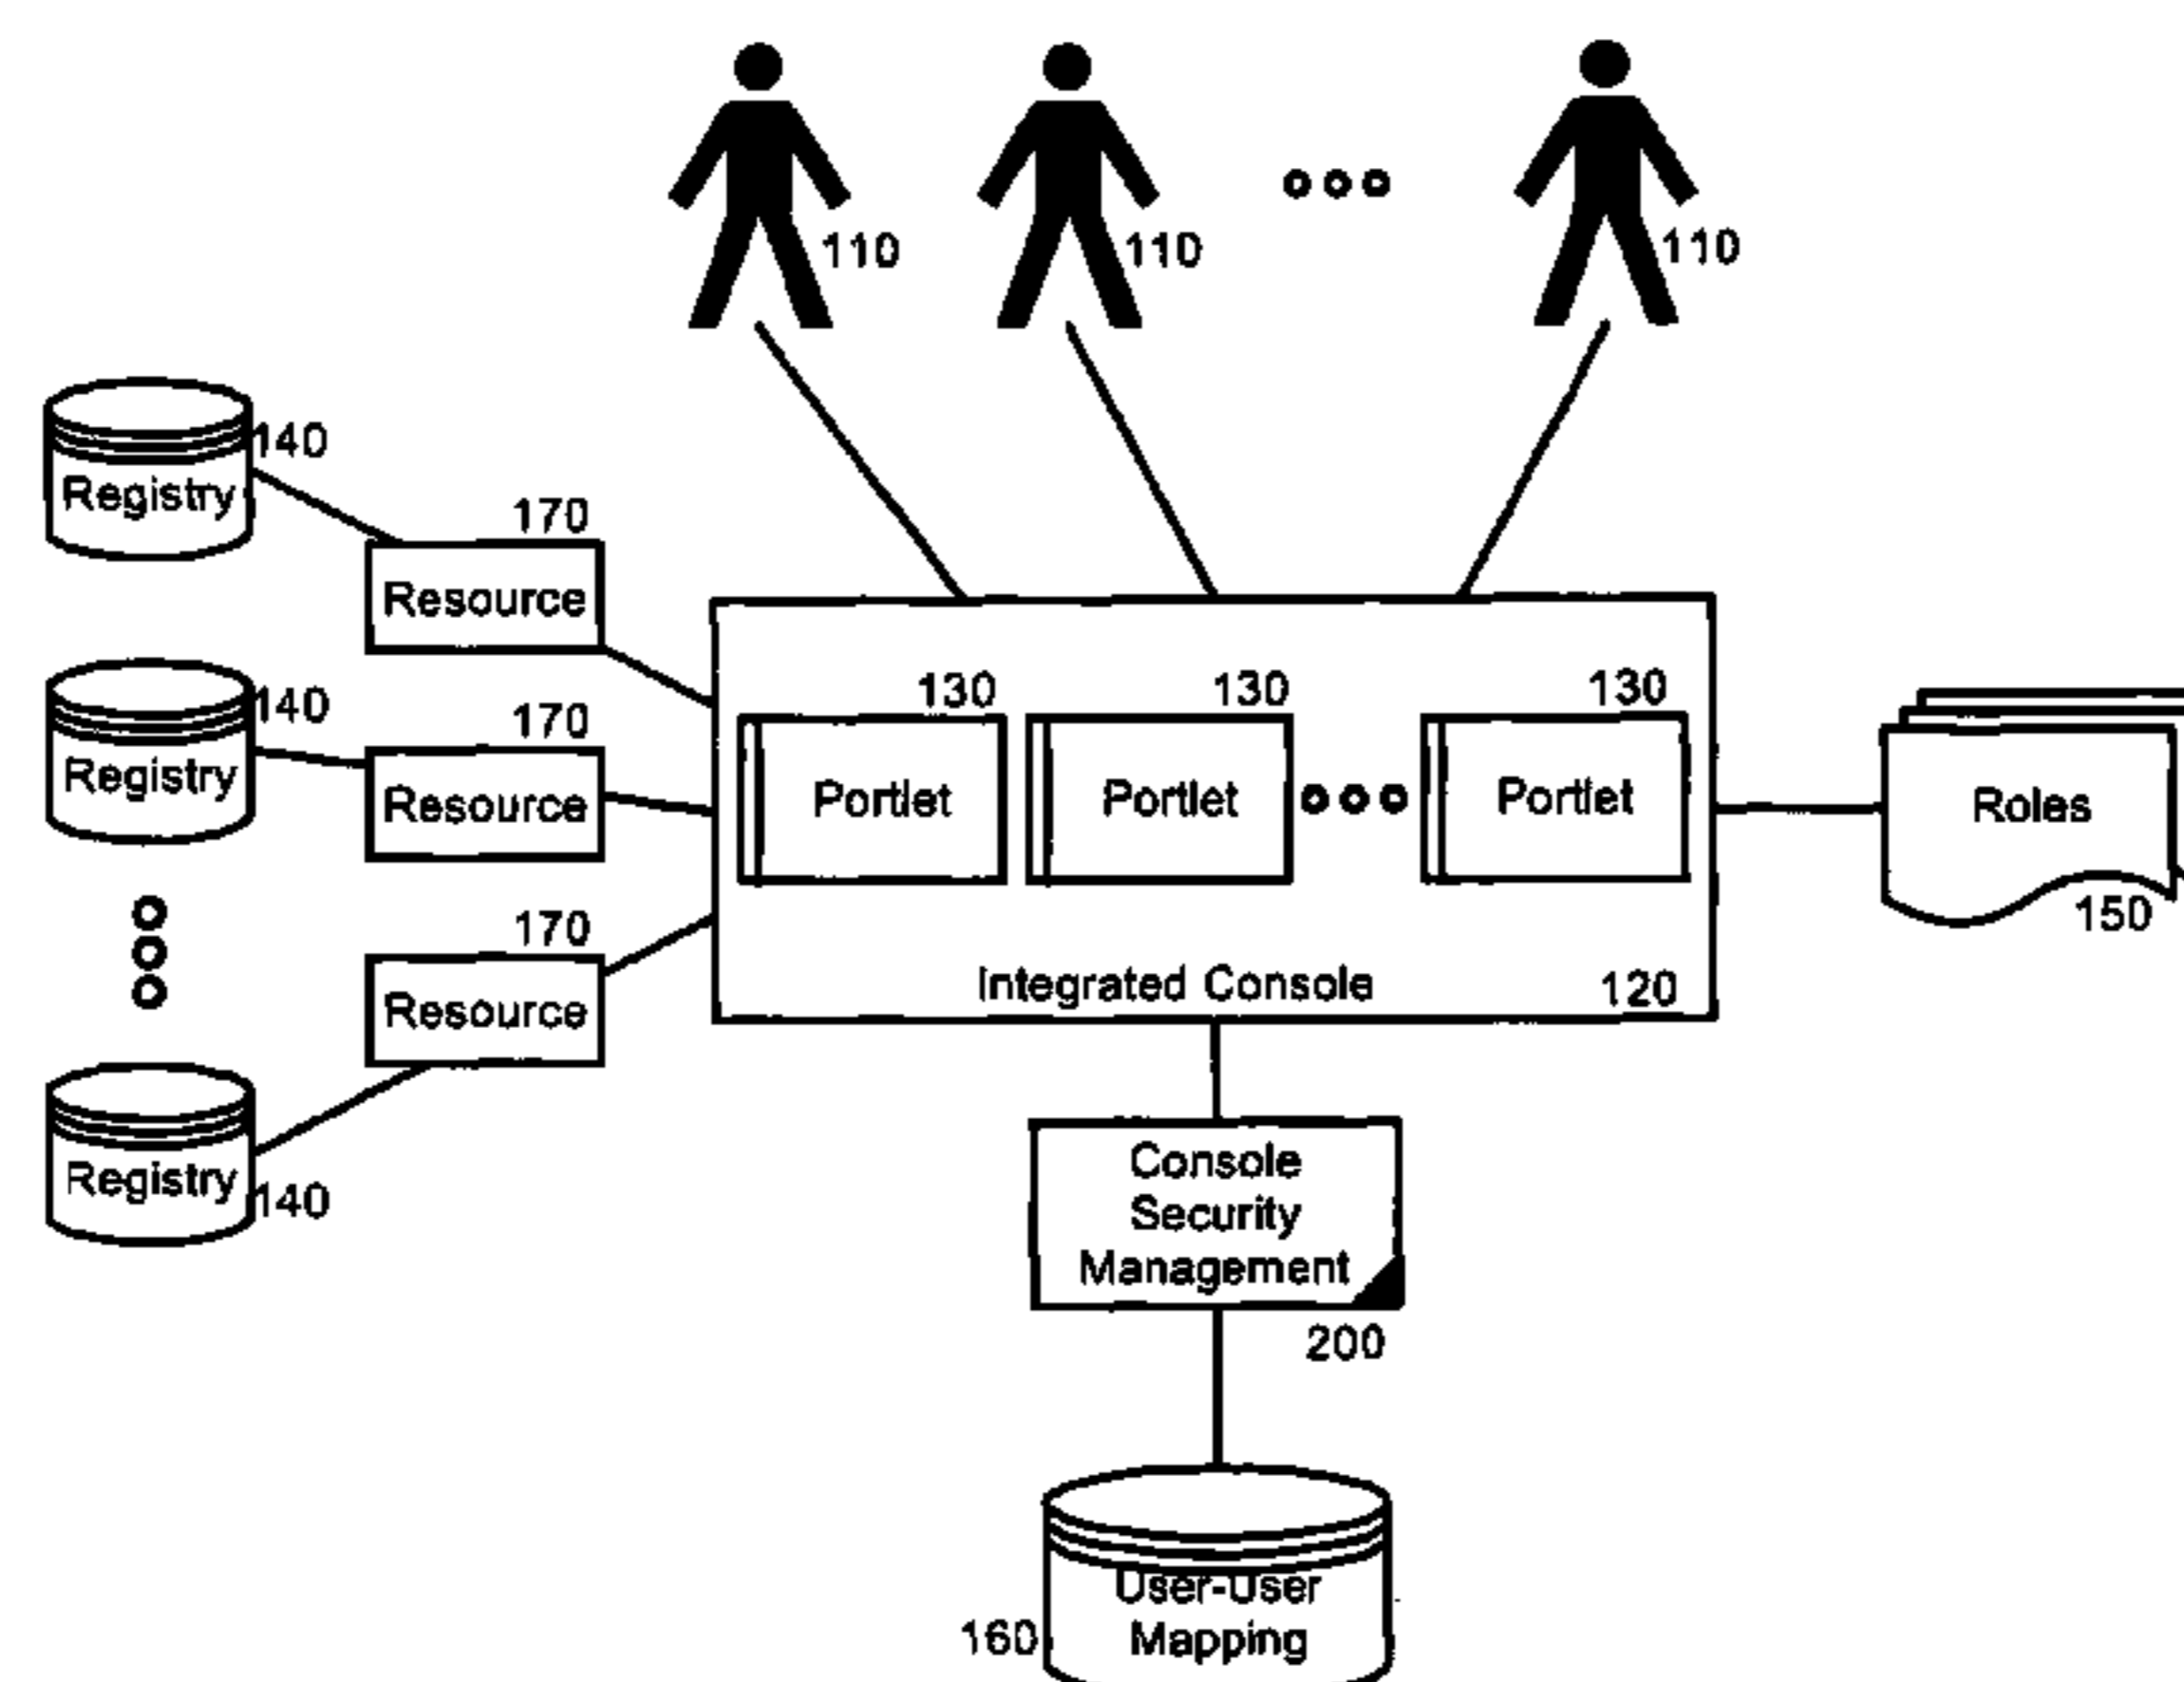 110
110
110
140
Registry
170
Resource
140
Registry
170
Resource
130
130
130
Portlet
Portlet
Portlet
Roles
150
170
Resource
Integrated Console
120
Registry
140
Console
Security
Management
200
User-User
Mapping
160